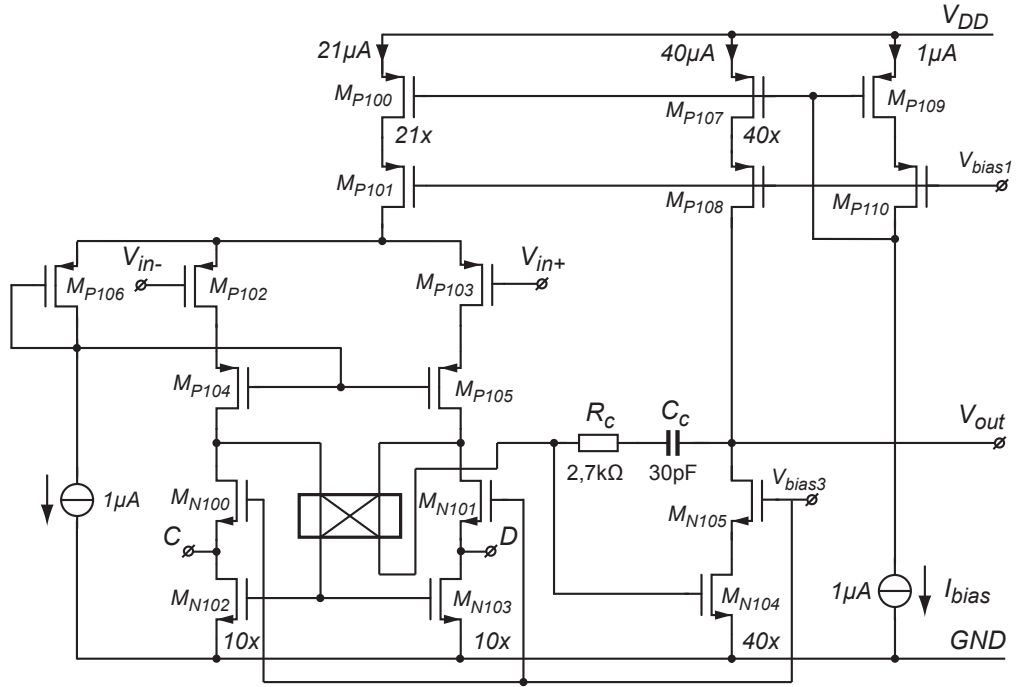 V_DD
21µA
40µA
1µA
M_P100
M_P107
M_P109
21x
40x
V_bias1
M_P101
M_P108
M_P110
V_in-
V_in+
M_P106
M_P102
M_P103
M_P104
M_P105
R_c
C_c
V_out
2,7kΩ
30pF
V_bias3
1µA
M_N100
M_N101
M_N105
C
D
M_N102
M_N103
M_N104
1µA
I_bias
10x
10x
40x
GND